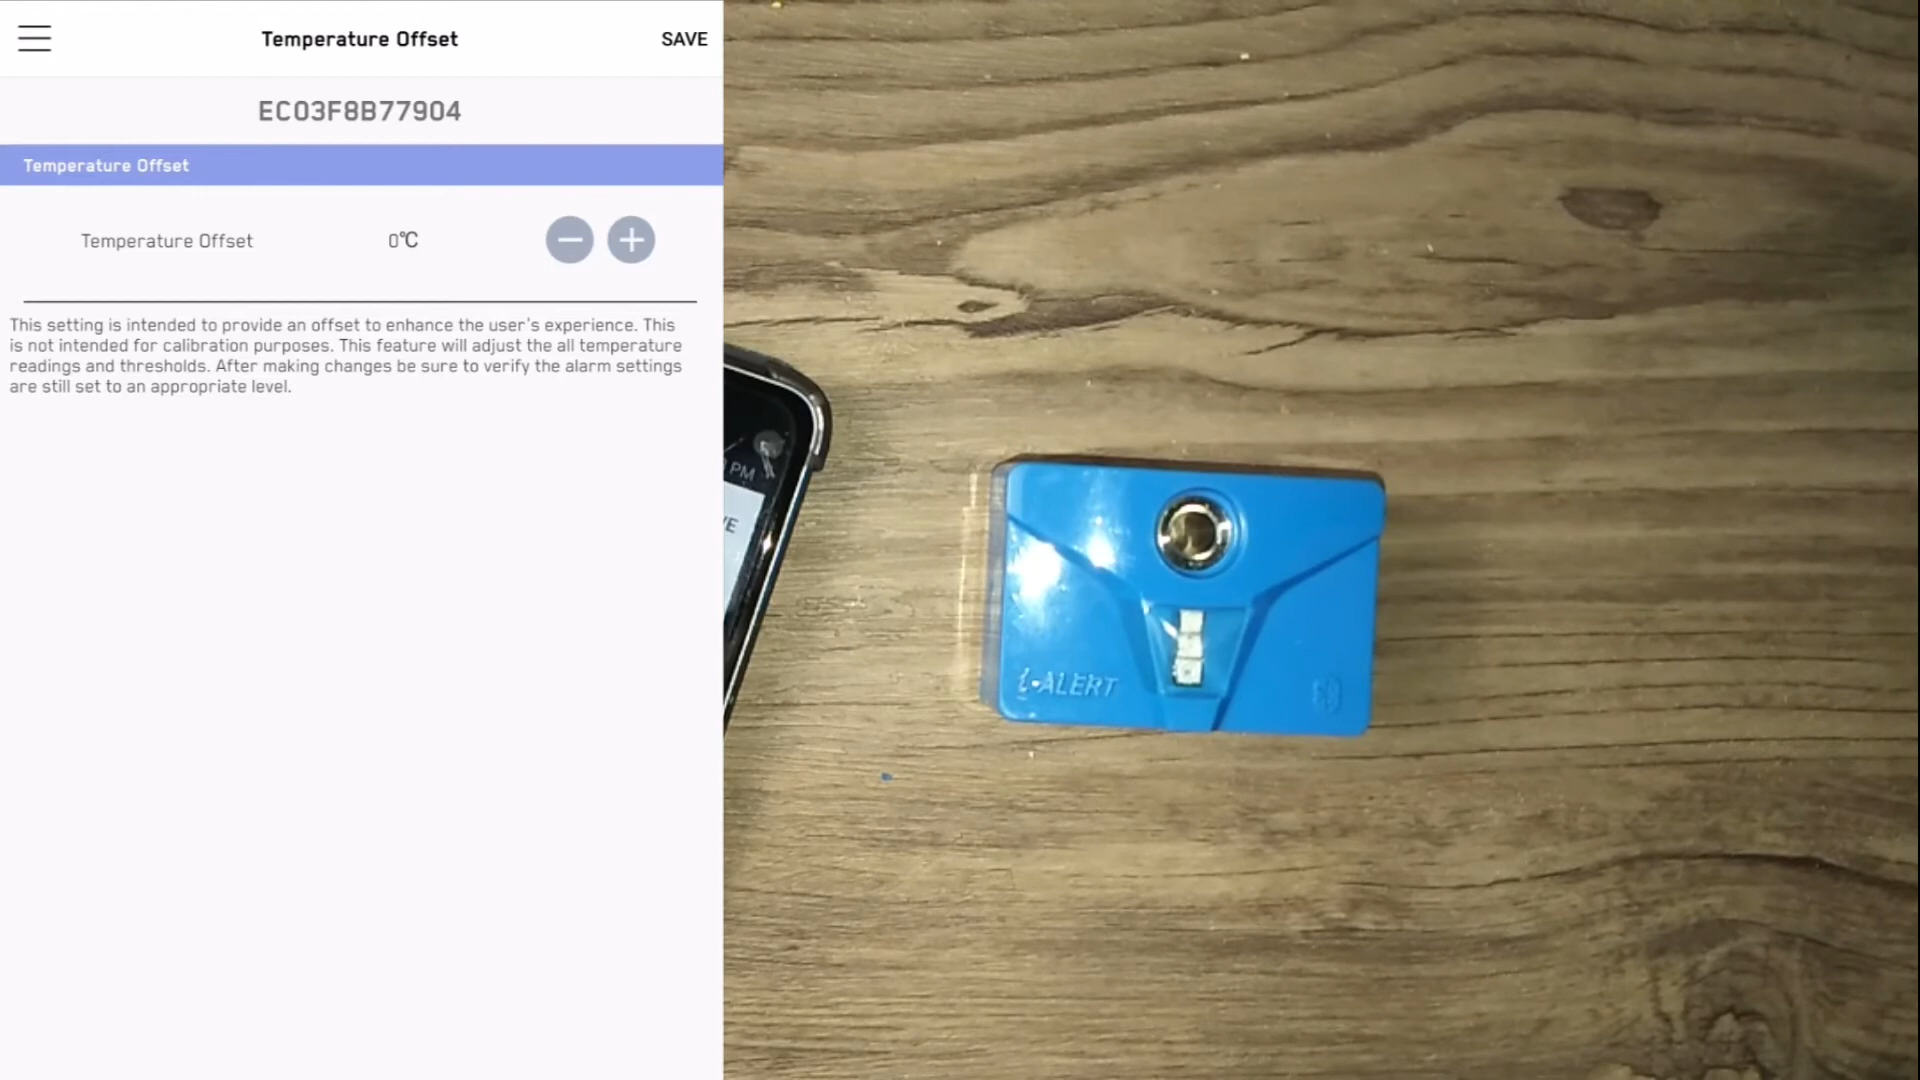 Temperature Offset
SAVE
EC03F8B77904
Temperature Offset
Temperature Offset
0℃
This setting is intended to provide an offset to enhance the user's experience. This
is not intended for calibration purposes. This feature will adjust the all temperature
readings and thresholds. After making changes be sure to verify the alarm settings
are still set to an appropriate level.
PM
VE
i-ALERT